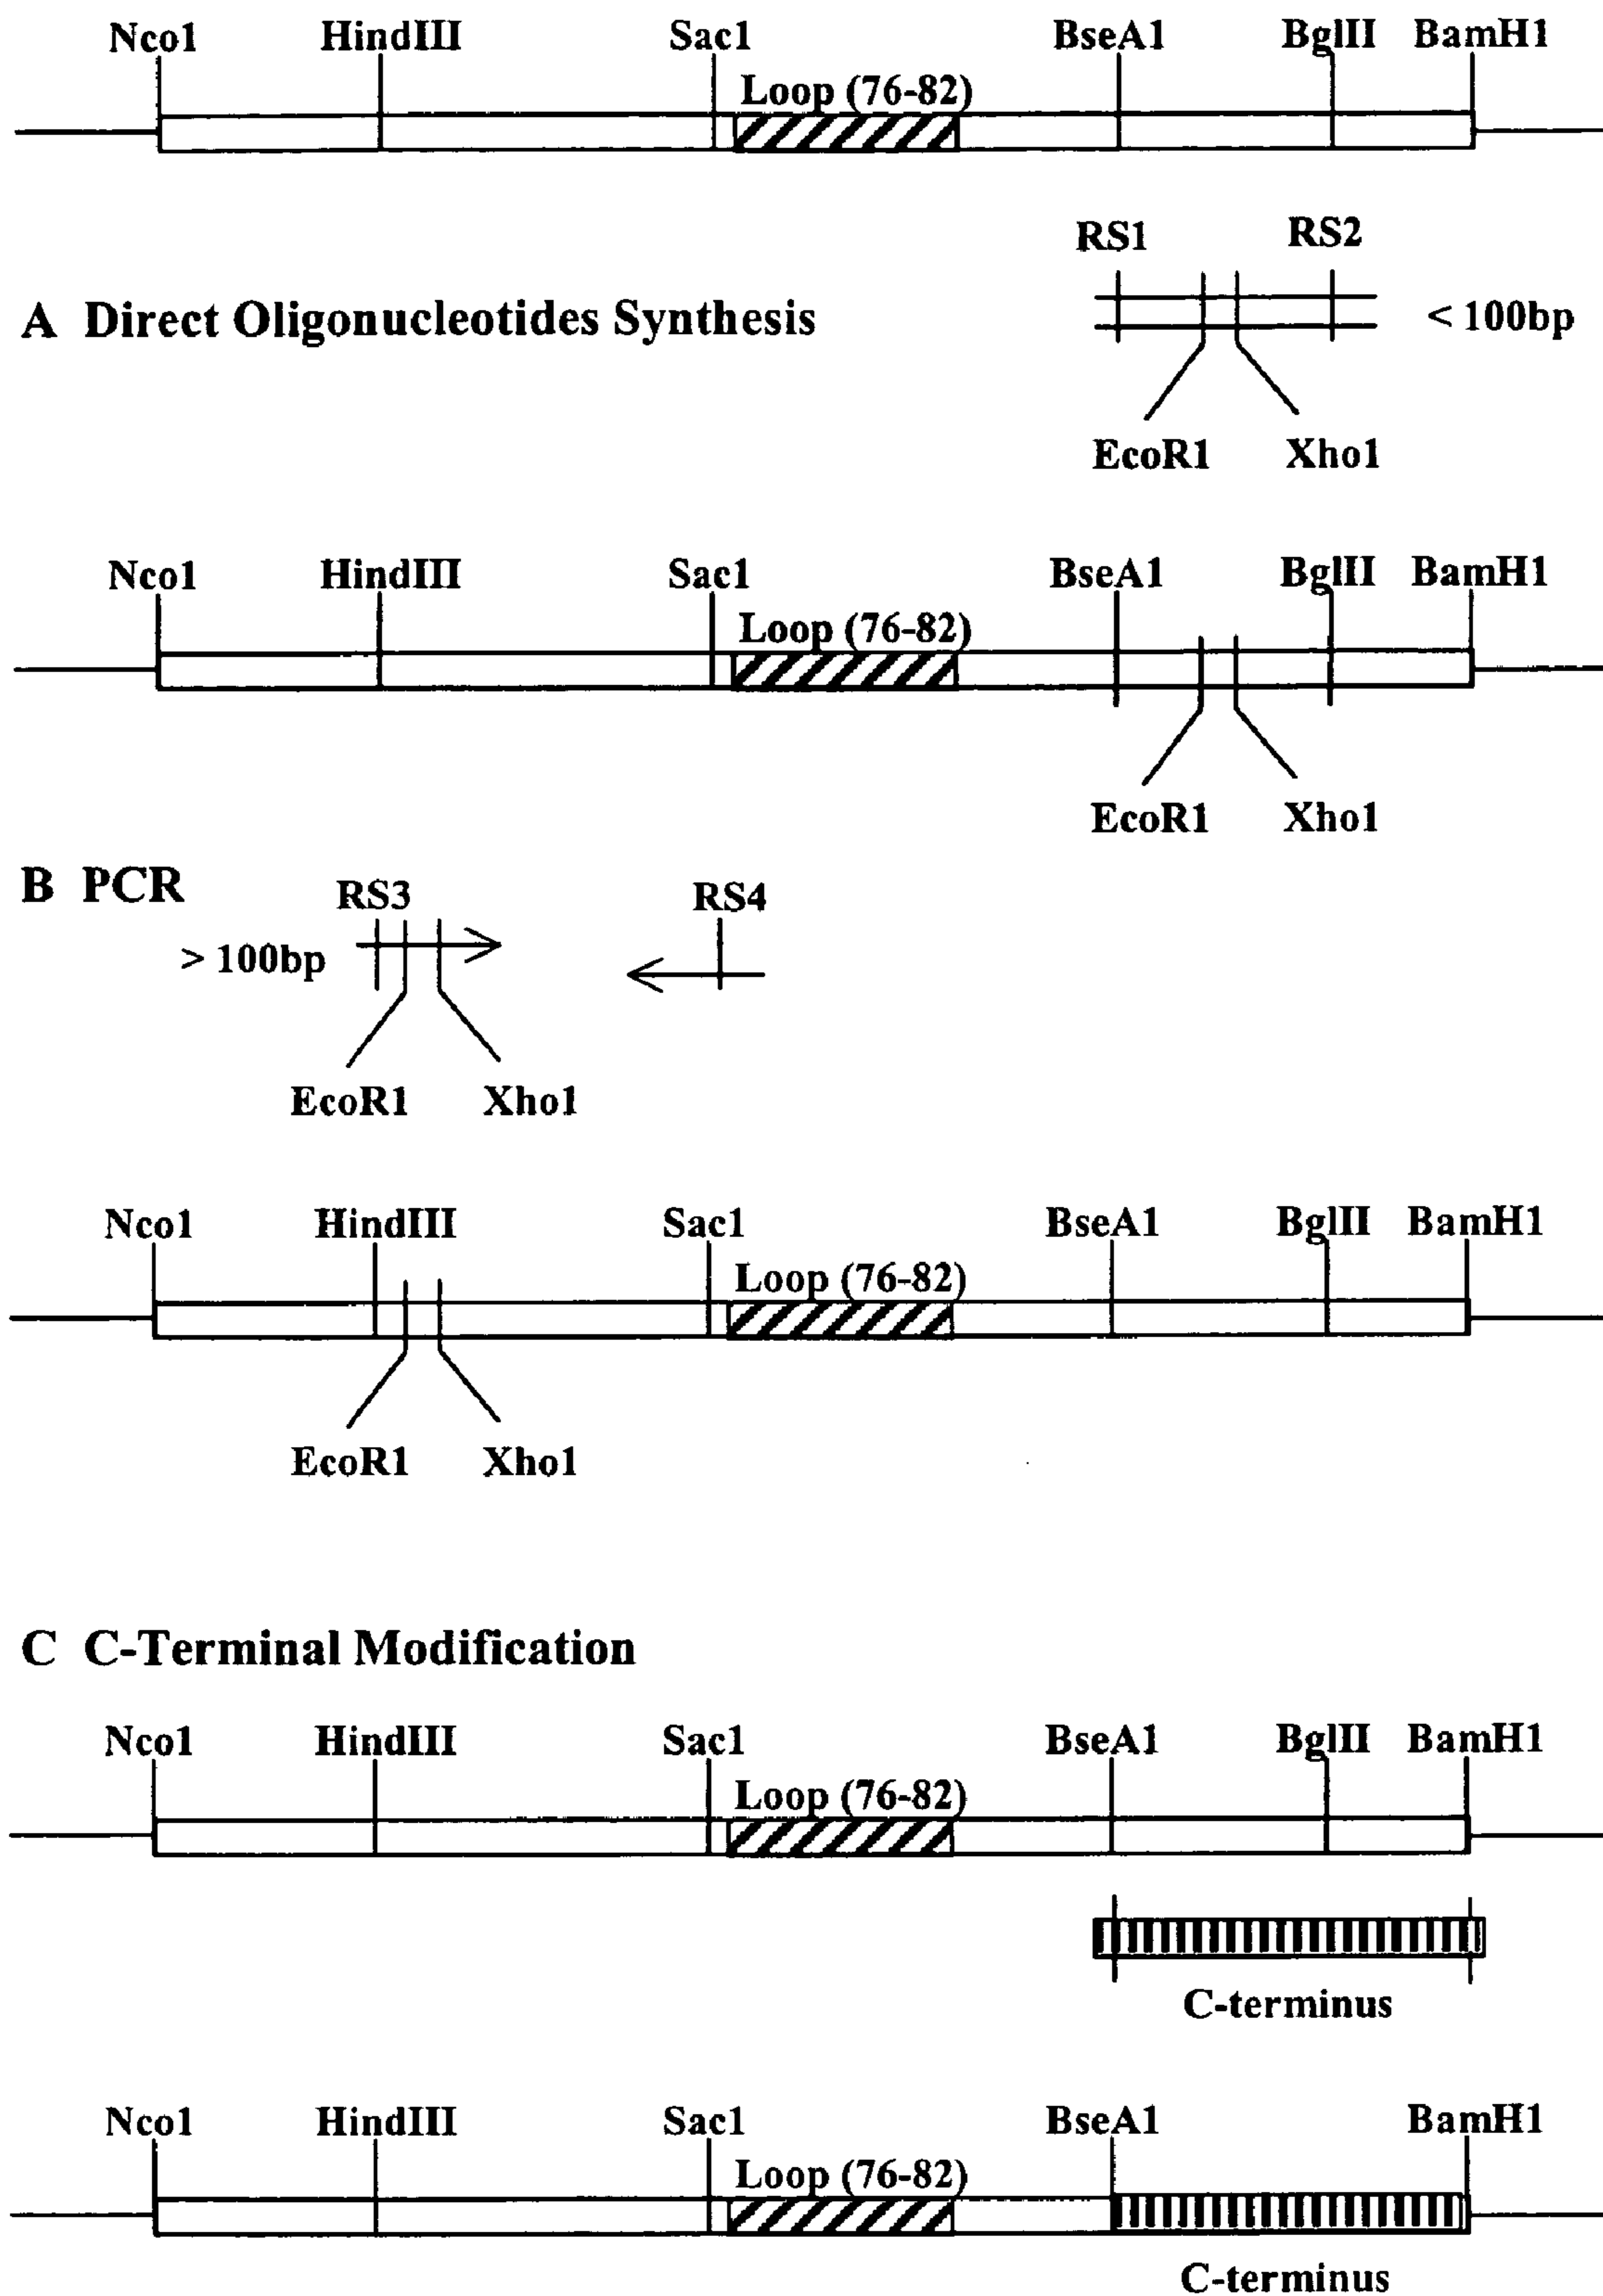 Nco1 HindIII Sac1 BseA1 BglII BamH1
Loop (76-82)
RS1 RS2
A Direct Oligonucleotides Synthesis < 100bp
EcoR1 Xho1
Nco1 HindIII Sac1 BseA1 BglII BamH1
Loop (76-82)
EcoR1 Xho1
B PCR
RS3 RS4
> 100bp
EcoR1 Xho1
Nco1 HindIII Sac1 BseA1 BglII BamH1
Loop (76-82)
EcoR1 Xho1
C C-Terminal Modification
Nco1 HindIII Sac1 BseA1 BglII BamH1
Loop (76-82)
C-terminus
Nco1 HindIII Sac1 BseA1 BamH1
Loop (76-82)
C-terminus